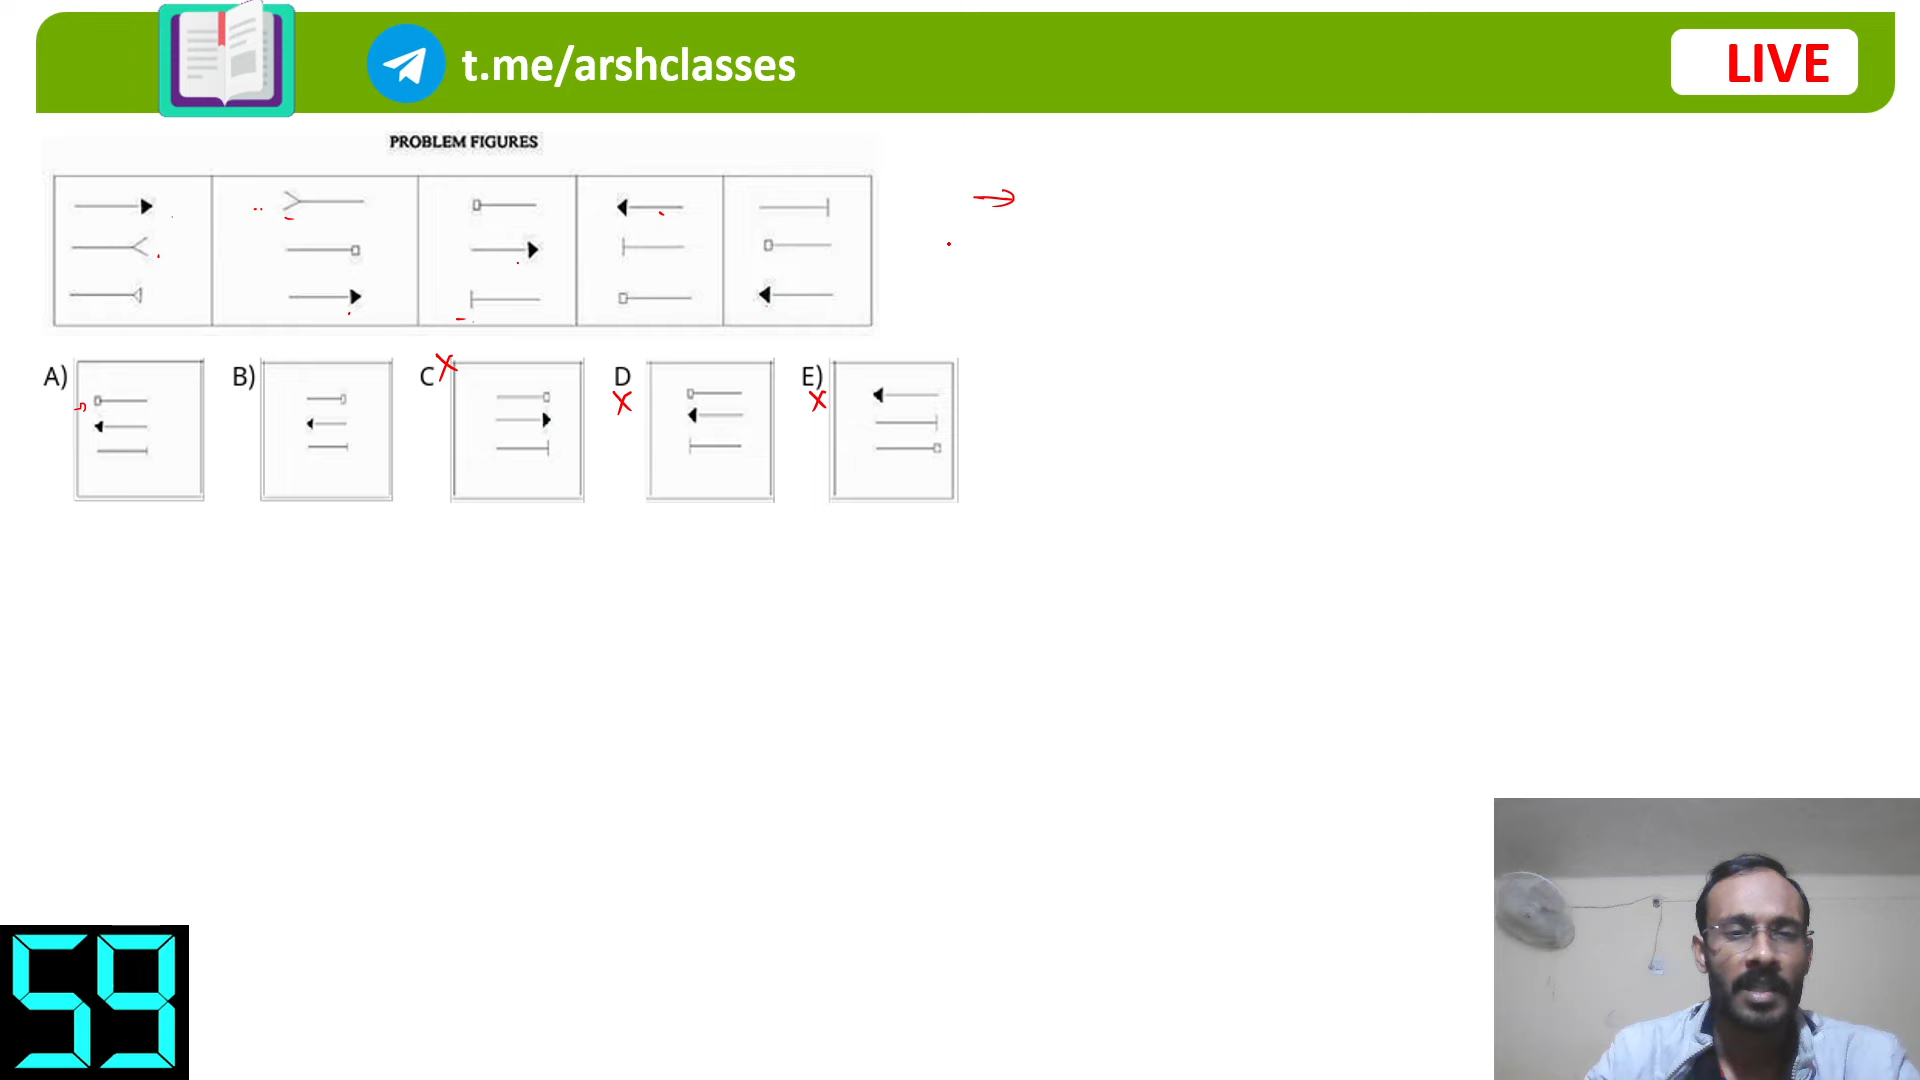 t.me/arshclasses
LIVE
PROBLEM FIGURES
A)
B)
C
D
E)
59